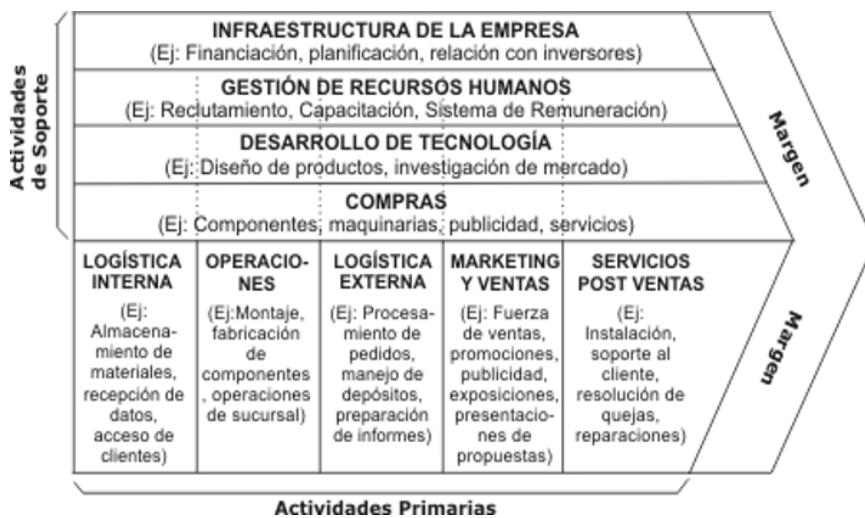 Actividades
de Soporte
INFRAESTRUCTURA DE LA EMPRESA
(Ej: Financiación, planificación, relación con inversores)
GESTIÓN DE RECURSOS HUMANOS
(Ej: Reclutamiento, Capacitación, Sistema de Remuneración)
DESARROLLO DE TECNOLOGÍA
(Ej: Diseño de productos, investigación de mercado)
COMPRAS
(Ej: Componentes, maquinarias, publicidad, servicios)
Margen
LOGÍSTICA
INTERNA
(Ej:
Almacena-
miento de
materiales,
recepción de
datos,
acceso de
clientes)
OPERACIO-
NES
(Ej:Montaje,
fabricación
de
componentes
, operaciones
de sucursal)
LOGÍSTICA
EXTERNA
(Ej: Procesa-
miento de
pedidos,
manejo de
depósitos,
preparación
de informes)
MARKETING
Y VENTAS
(Ej: Fuerza
de ventas,
promociones,
publicidad,
exposiciones,
presentacio-
nes de
propuestas)
SERVICIOS
POST VENTAS
(Ej:
Instalación,
soporte al
cliente,
resolución de
quejas,
reparaciones)
Margen
Actividades Primarias